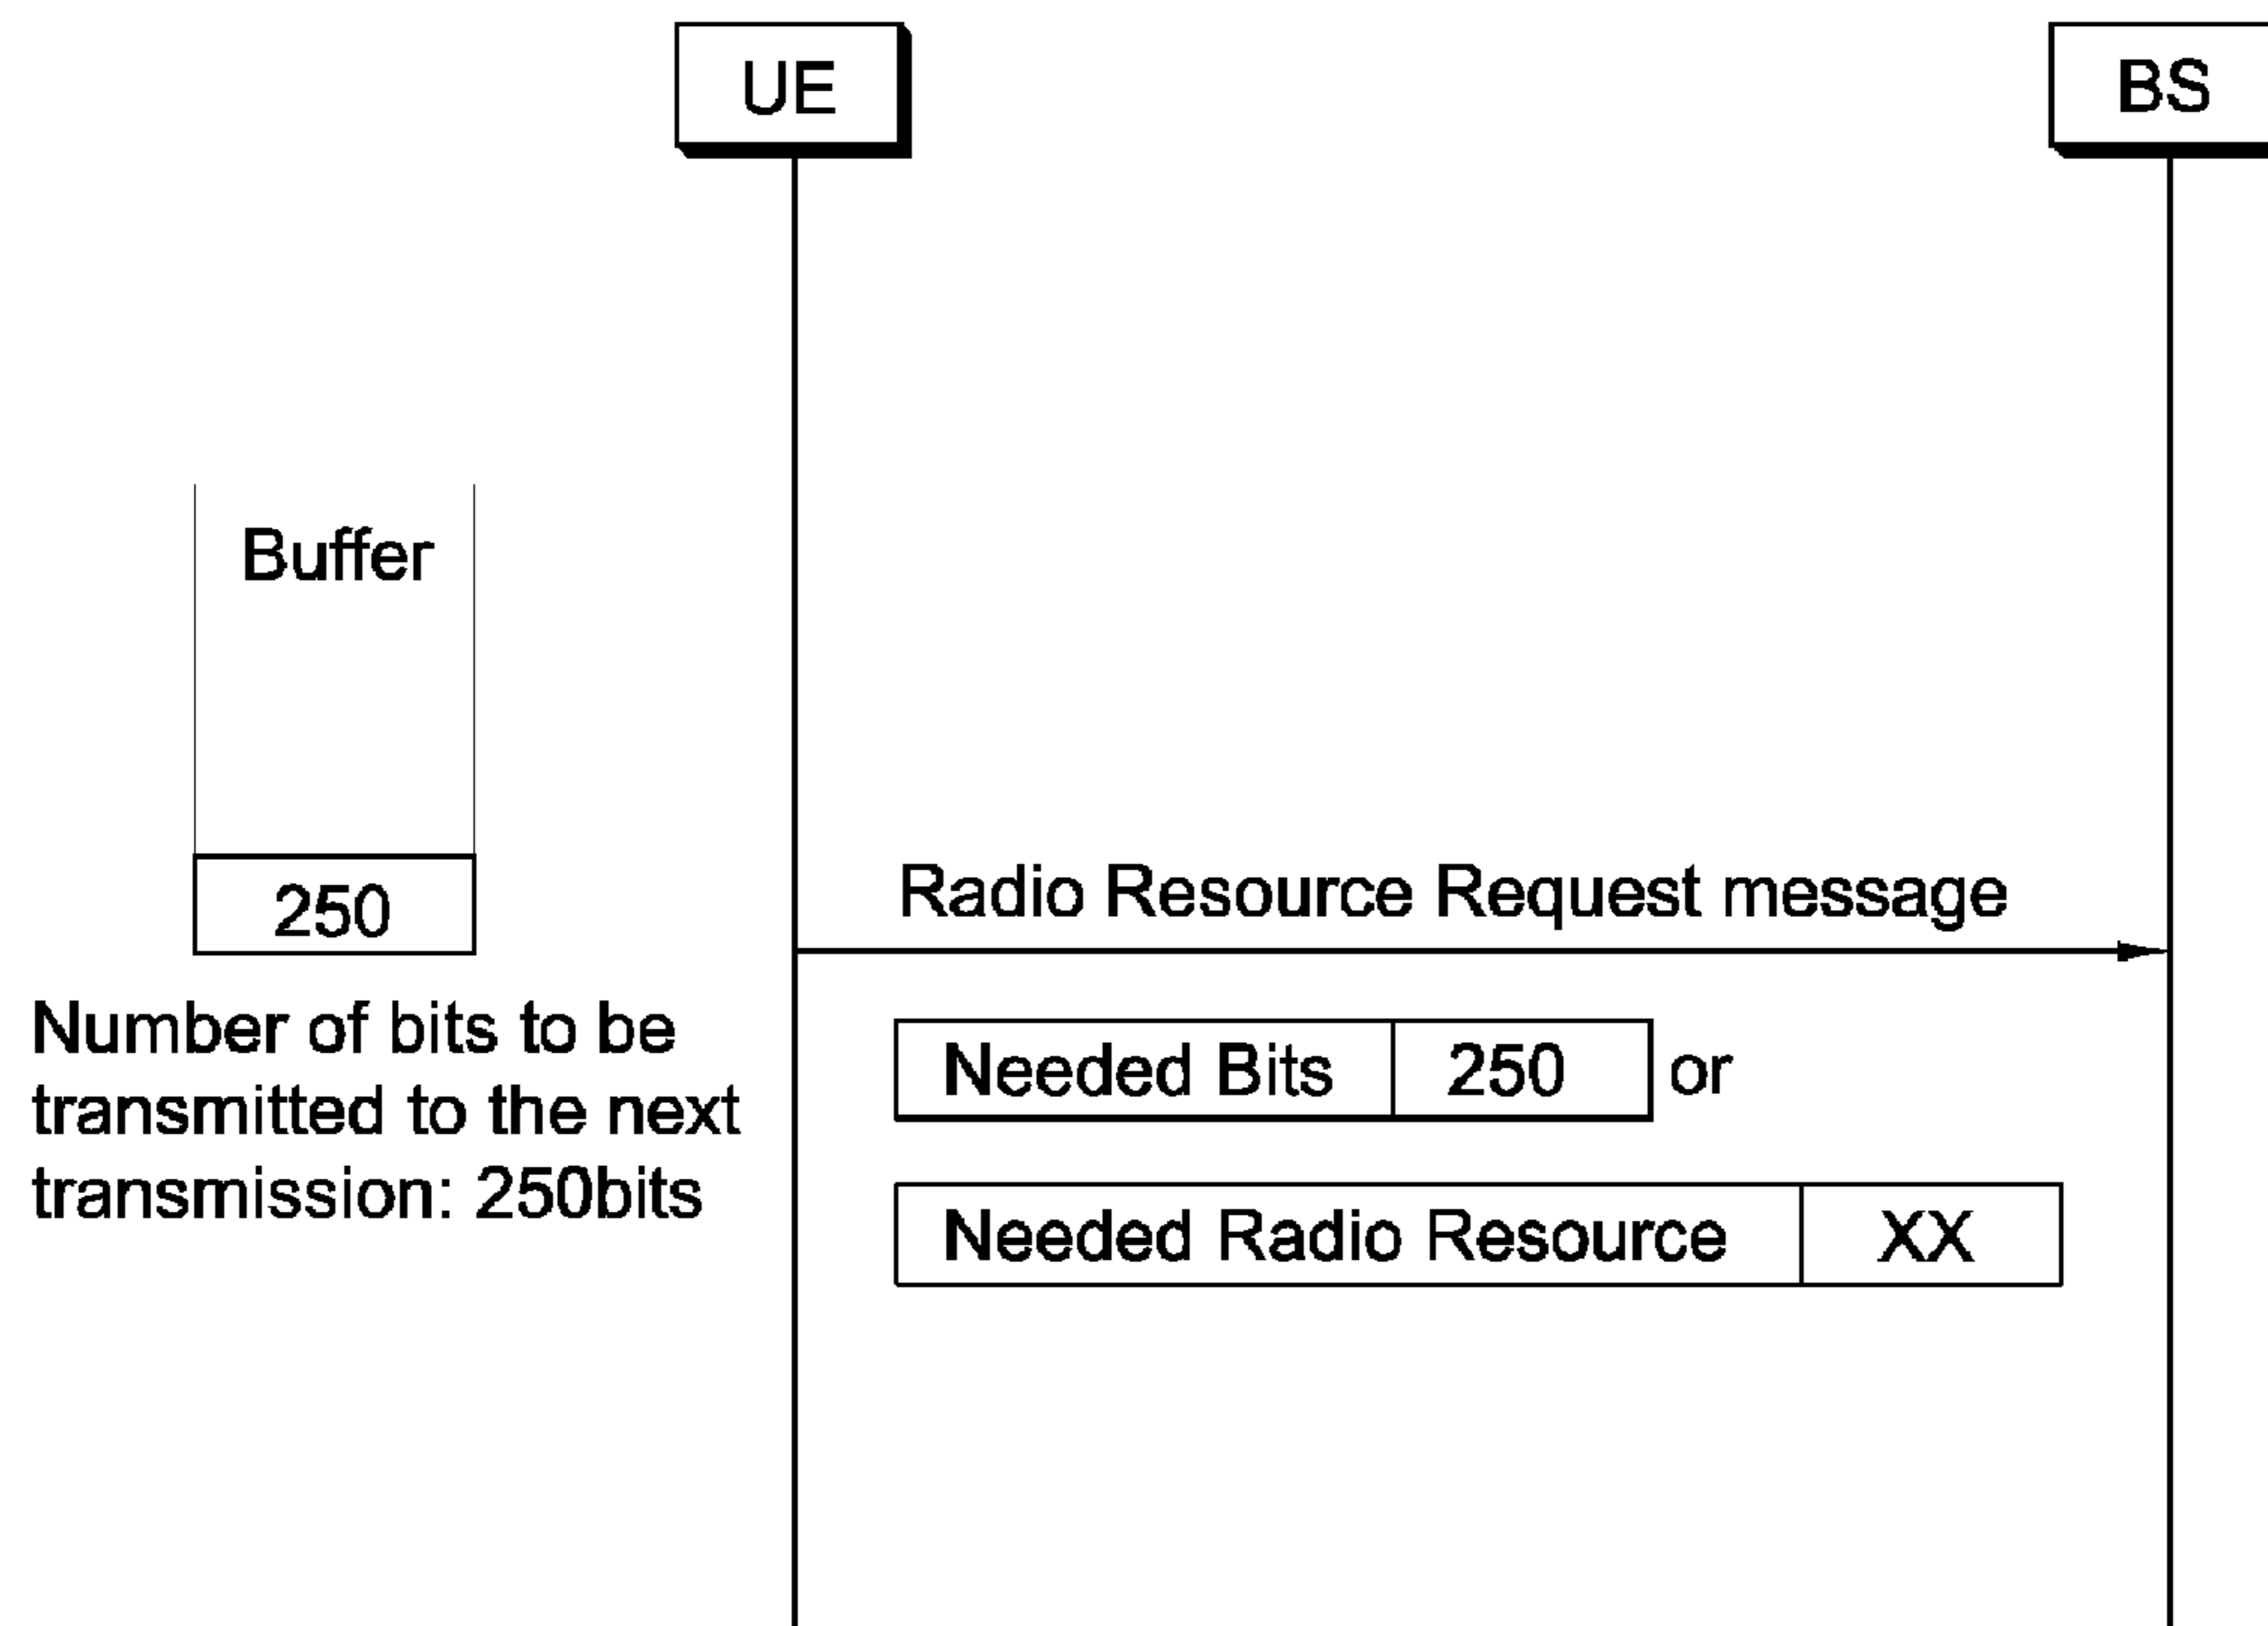 UE
BS
Buffer
250
Number of bits to be
transmitted to the next
transmission: 250bits
Radio Resource Request message
Needed Bits 250 or
Needed Radio Resource XX